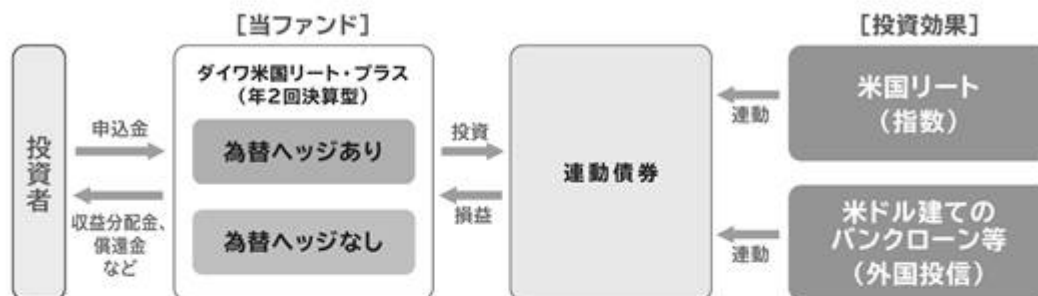 [当ファンド]
[投資効果]
投資者
申込金
収益分配金、
償還金
など
ダイワ米国リート・プラス
(年2回決算型)
為替ヘッジあり
為替ヘッジなし
投資
損益
連動債券
連動
連動
米国リート
(指数)
米ドル建ての
バンクローン等
(外国投信)